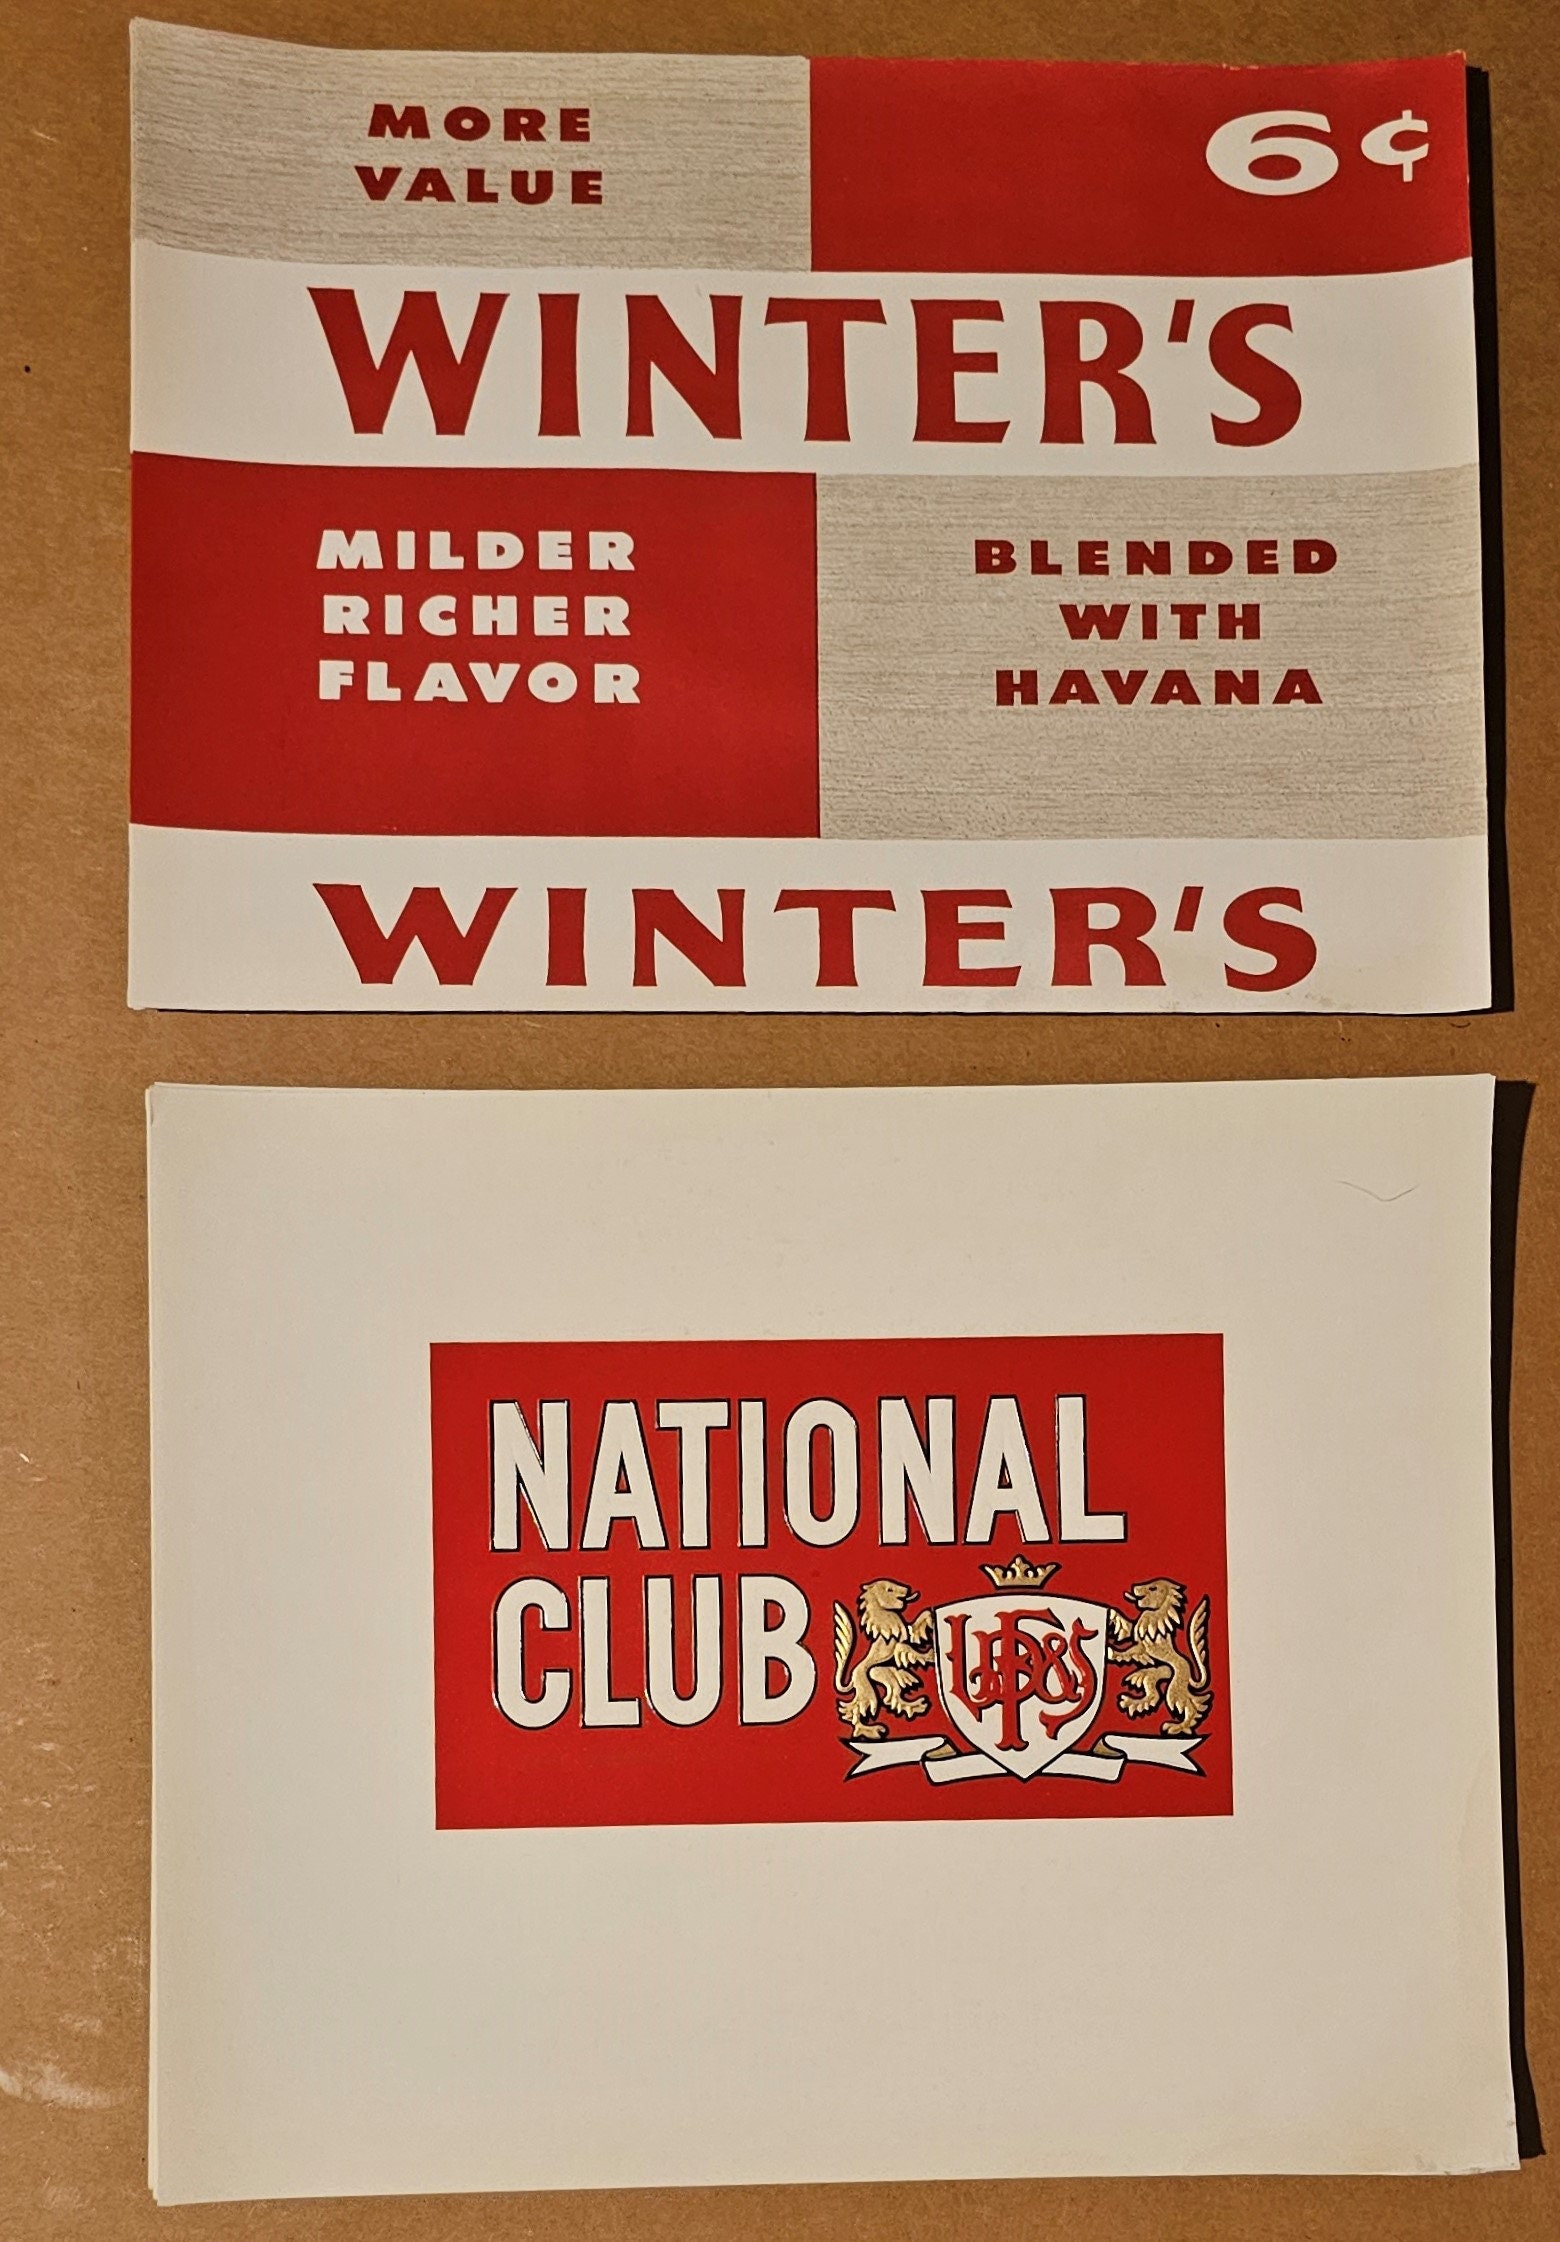 MORE
VALUE
6¢
WINTER'S
MILDER
RICHER
FLAVOR
BLENDED
WITH
HAVANA
WINTER'S
NATIONAL
CLUB